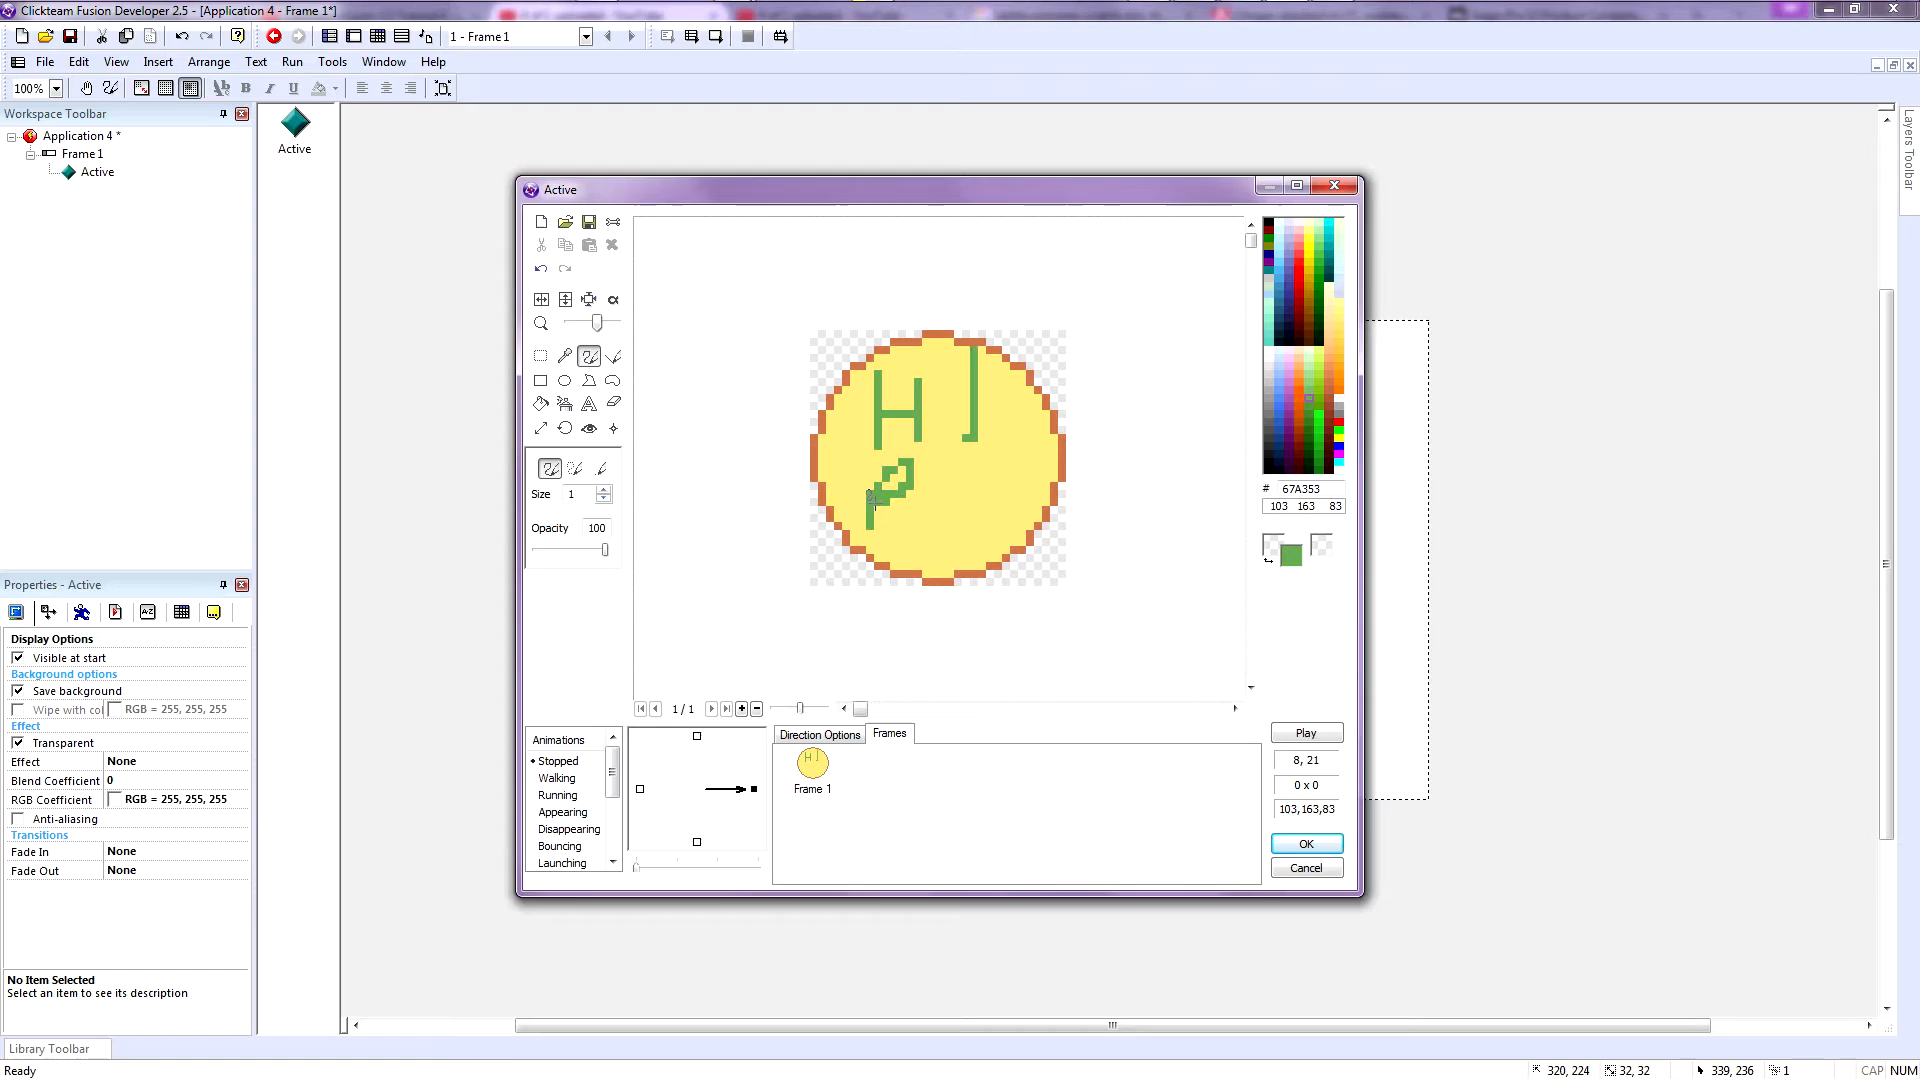 Clickteam Fusion Developer 2.5 - [Application 4 - Frame 1*]
1 - Frame 1
File Edit View Insert Arrange Text Run Tools Window Help
100%
Workspace Toolbar
Application 4 *
Frame 1
Active
Active
Layers Toolbar
Active
H J
P
Size 1
Opacity 100
# 67A353
103 163 83
1 / 1
Animations
Stopped
Walking
Running
Appearing
Disappearing
Bouncing
Launching
Direction Options Frames
Frame 1
Play
8, 21
0 x 0
103,163,83
OK
Cancel
Properties - Active
Display Options
Visible at start
Background options
Save background
Wipe with col RGB = 255, 255, 255
Effect
Transparent
Effect None
Blend Coefficient 0
RGB Coefficient RGB = 255, 255, 255
Anti-aliasing
Transitions
Fade In None
Fade Out None
No Item Selected
Select an item to see its description
Library Toolbar
Ready 320, 224 32, 32 339, 236 1 CAP NUM